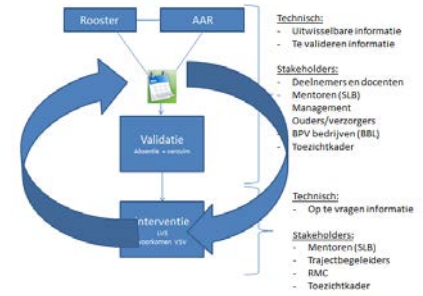 Rooster
AAR
Validatie
Absentie → verzuim
Interventie
LVS
voorkomen VSV
Technisch:
- Uitwisselbare informatie
- Te valideren informatie
Stakeholders:
- Deelnemers en docenten
- Mentoren (SLB)
- Management
- Ouders/verzorgers
- BPV bedrijven (BBL)
- Toezichtkader
Technisch:
- Op te vragen informatie
Stakeholders:
- Mentoren (SLB)
- Trajectbegeleiders
- RMC
- Toezichtkader